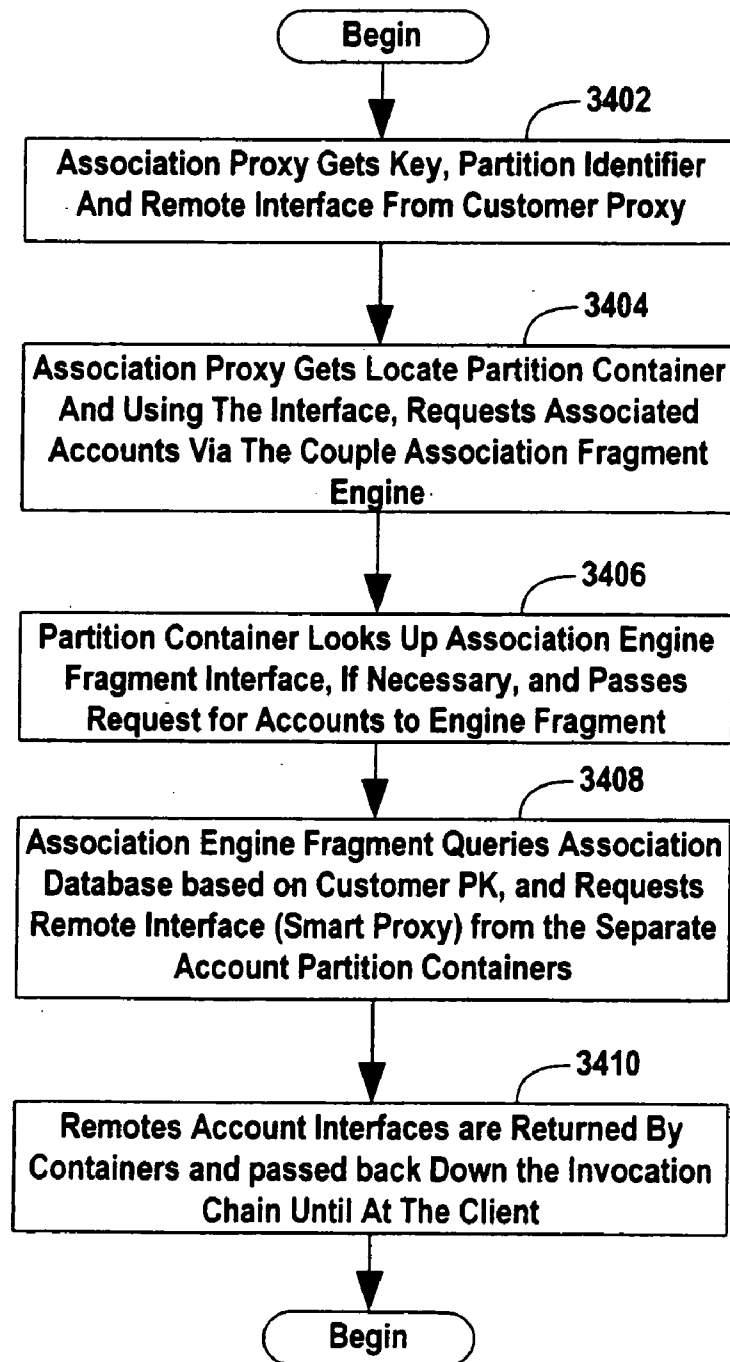 Begin
3402
Association Proxy Gets Key, Partition Identifier
And Remote Interface From Customer Proxy
3404
Association Proxy Gets Locate Partition Container
And Using The Interface, Requests Associated
Accounts Via The Couple Association Fragment
Engine
3406
Partition Container Looks Up Association Engine
Fragment Interface, If Necessary, and Passes
Request for Accounts to Engine Fragment
3408
Association Engine Fragment Queries Association
Database based on Customer PK, and Requests
Remote Interface (Smart Proxy) from the Separate
Account Partition Containers
3410
Remotes Account Interfaces are Returned By
Containers and passed back Down the Invocation
Chain Until At The Client
Begin